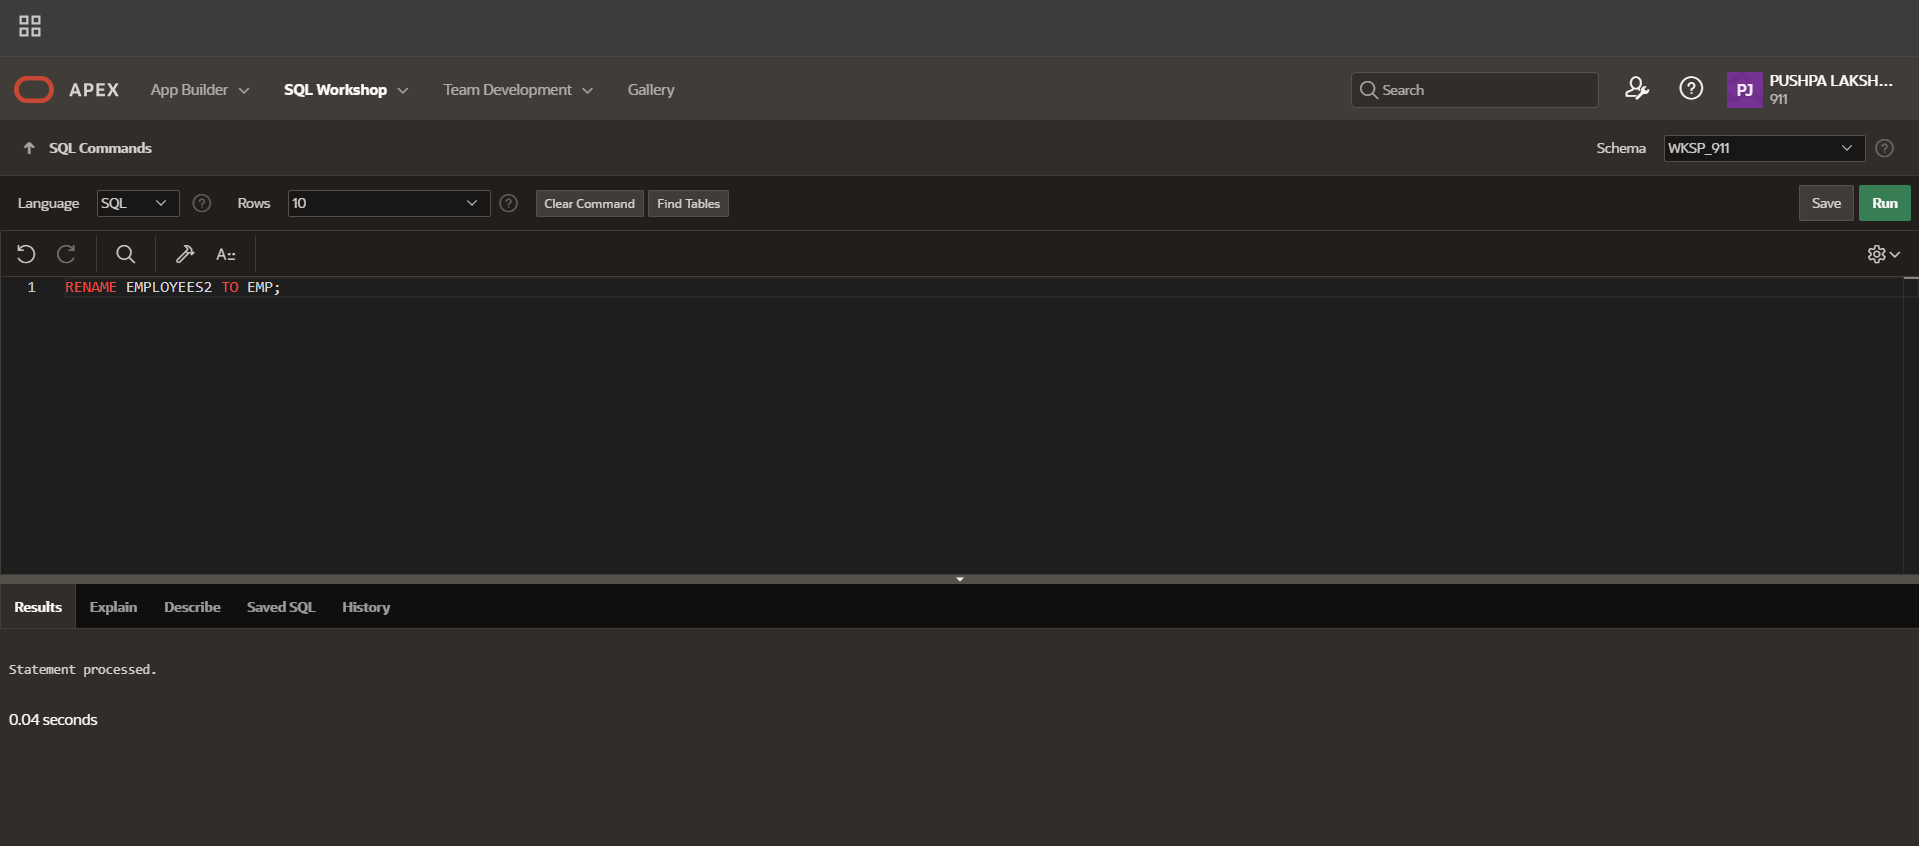 APEX App Builder SQL Workshop Team Development Gallery Search PJ PUSHPA LAKSH...
911
SQL Commands Schema WKSP_911
Language SQL Rows 10 Clear Command Find Tables Save Run
A::
1 RENAME EMPLOYEES2 TO EMP;
Results Explain Describe Saved SQL History
Statement processed.
0.04 seconds